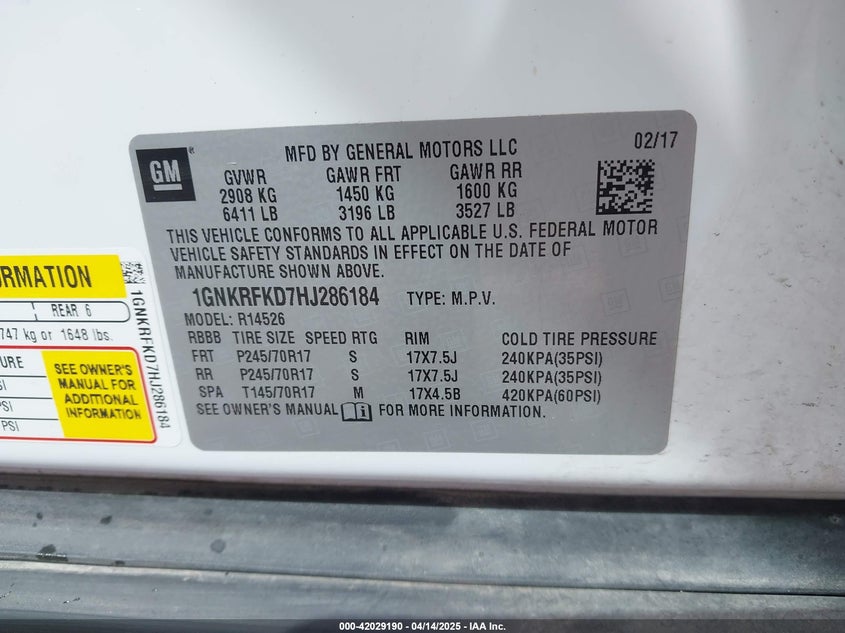 GM
MFD BY GENERAL MOTORS LLC
02/17
GVWR GAWR FRT GAWR RR
2908 KG 1450 KG 1600 KG
6411 LB 3196 LB 3527 LB
THIS VEHICLE CONFORMS TO ALL APPLICABLE U.S. FEDERAL MOTOR
VEHICLE SAFETY STANDARDS IN EFFECT ON THE DATE OF
MANUFACTURE SHOWN ABOVE.
1GNKRFKD7HJ286184 TYPE: M.P.V.
MODEL: R14526
RBBB TIRE SIZE SPEED RTG RIM COLD TIRE PRESSURE
FRT P245/70R17 S 17X7.5J 240KPA(35PSI)
RR P245/70R17 S 17X7.5J 240KPA(35PSI)
SPA T145/70R17 M 17X4.5B 420KPA(60PSI)
SEE OWNER'S MANUAL FOR MORE INFORMATION.
RMATION
REAR 6
747 kg or 1648 lbs.
URE
SI
PSI
PSI
SEE OWNER'S
MANUAL FOR
ADDITIONAL
INFORMATION
1GNKRFKD7HJ286184
000-42029190 - 04/14/2025 - IAA Inc.